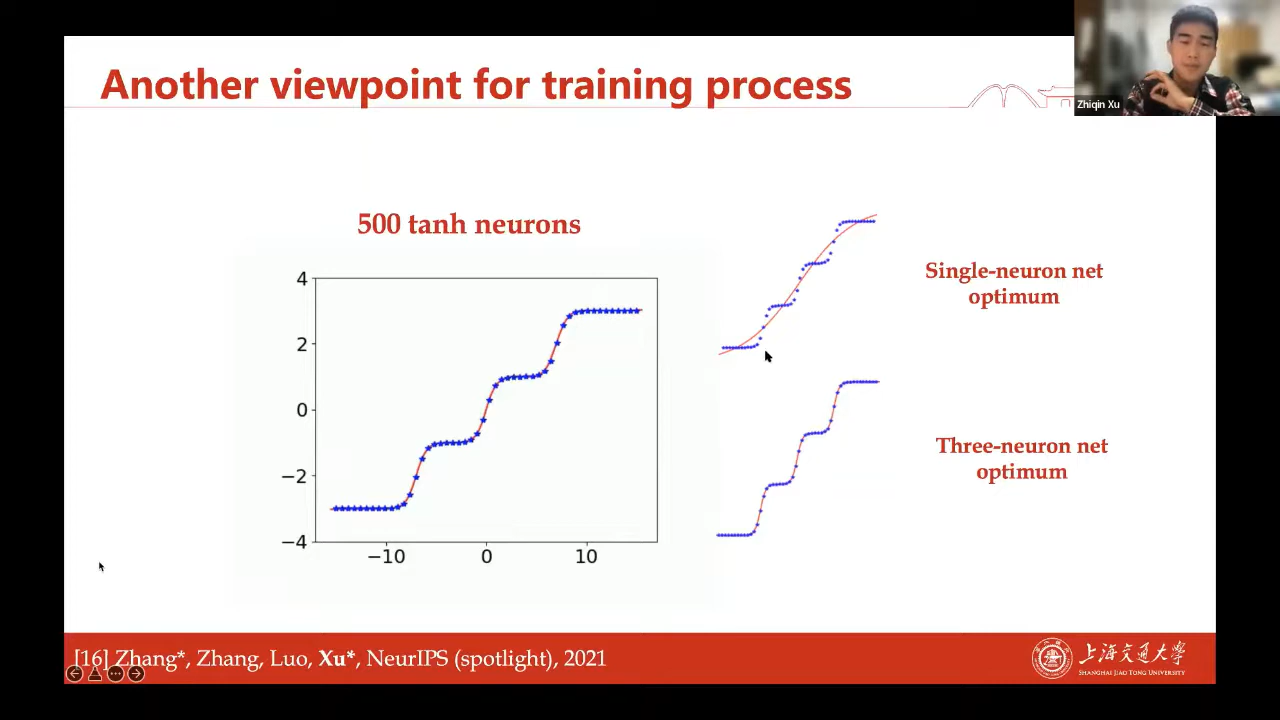 Another viewpoint for training process
Zhiqin Xu
500 tanh neurons
4
2
0
−2
−4
−10
0
10
Single-neuron net
optimum
Three-neuron net
optimum
[16] Zhang*, Zhang, Luo, Xu*, NeurIPS (spotlight), 2021
上海交通大学
SHANGHAI JIAO TONG UNIVERSITY